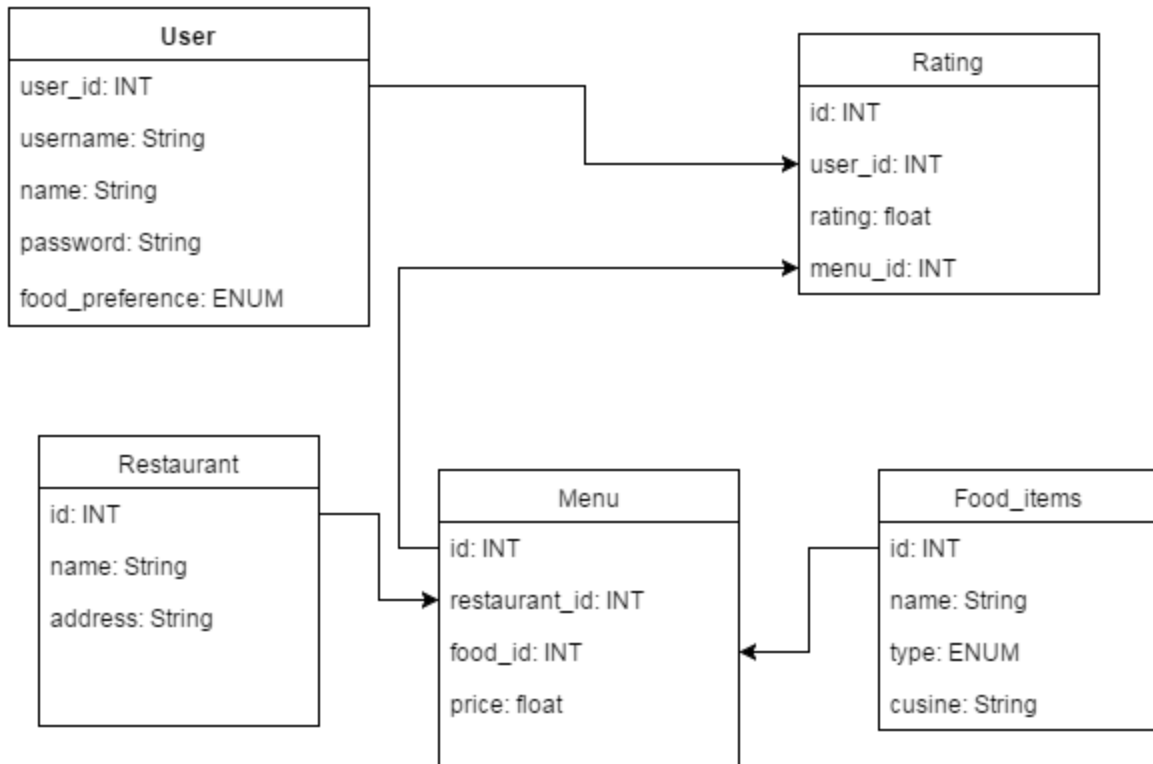 User
user_id: INT
username: String
name: String
password: String
food_preference: ENUM
Rating
id: INT
user_id: INT
rating: float
menu_id: INT
Restaurant
id: INT
name: String
address: String
Menu
id: INT
restaurant_id: INT
food_id: INT
price: float
Food_items
id: INT
name: String
type: ENUM
cusine: String